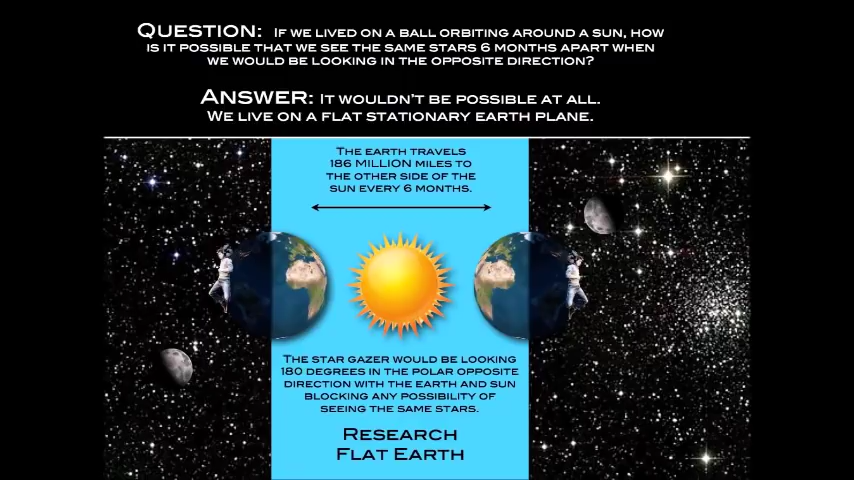 QUESTION: IF WE LIVED ON A BALL ORBITING AROUND A SUN, HOW
IS IT POSSIBLE THAT WE SEE THE SAME STARS 6 MONTHS APART WHEN
WE WOULD BE LOOKING IN THE OPPOSITE DIRECTION?
ANSWER: IT WOULDN'T BE POSSIBLE AT ALL.
WE LIVE ON A FLAT STATIONARY EARTH PLANE.
THE EARTH TRAVELS
186 MILLION MILES TO
THE OTHER SIDE OF THE
SUN EVERY 6 MONTHS.
THE STAR GAZER WOULD BE LOOKING
180 DEGREES IN THE POLAR OPPOSITE
DIRECTION WITH THE EARTH AND SUN
BLOCKING ANY POSSIBILITY OF
SEEING THE SAME STARS.
RESEARCH
FLAT EARTH